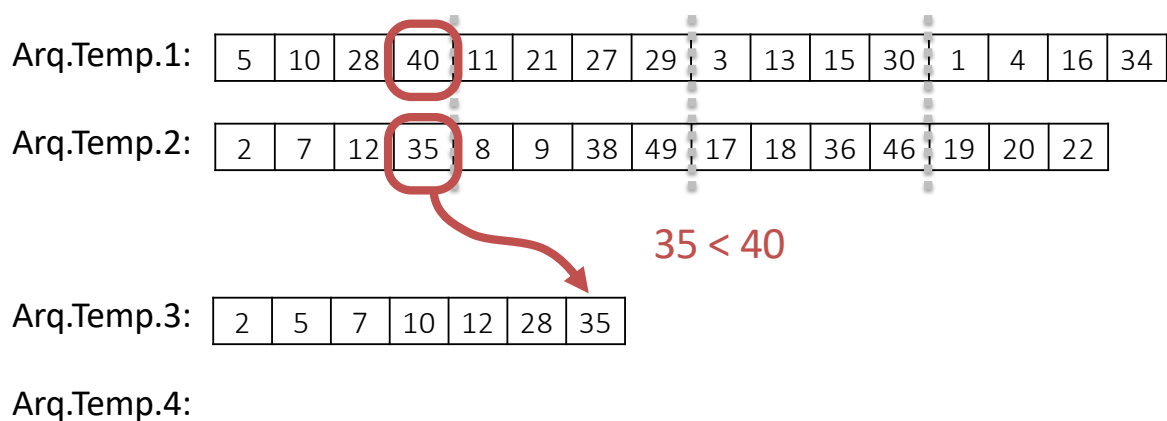 Arq.Temp.1: 5 10 28 40 11 21 27 29 3 13 15 30 1 4 16 34
Arq.Temp.2: 2 7 12 35 8 9 38 49 17 18 36 46 19 20 22
35 < 40
Arq.Temp.3: 2 5 7 10 12 28 35
Arq.Temp.4: